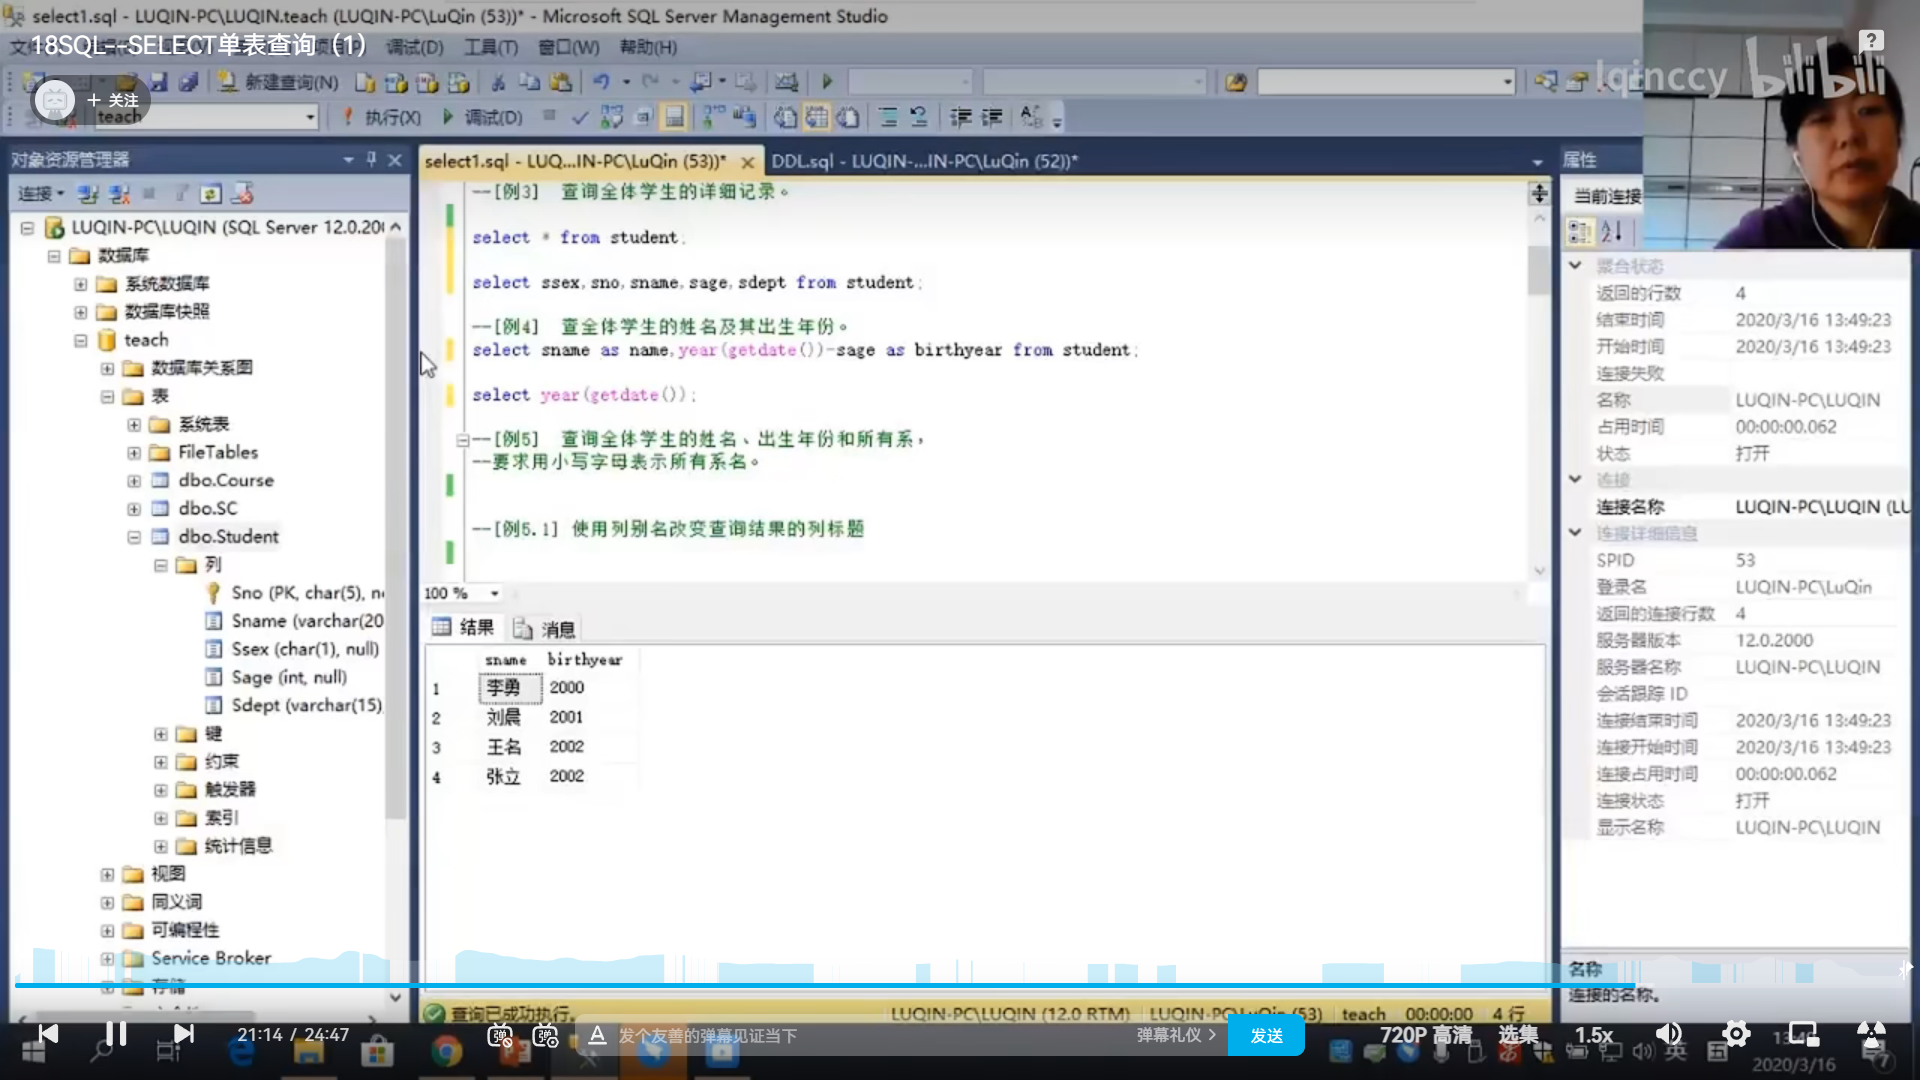 select1.sql - LUQIN-PC\LUQIN.teach (LUQIN-PC\LuQin (53))* - Microsoft SQL Server Management Studio
18SQL--SELECT单表查询（1）
调试(D) 工具(T) 窗口(W) 帮助(H)
新建查询(N)
lqinccy bilibili
+ 关注
teach
执行(X) 调试(D)
对象资源管理器
连接
LUQIN-PC\LUQIN (SQL Server 12.0.200
数据库
系统数据库
数据库快照
teach
数据库关系图
表
系统表
FileTables
dbo.Course
dbo.SC
dbo.Student
列
Sno (PK, char(5), n
Sname (varchar(20
Ssex (char(1), null)
Sage (int, null)
Sdept (varchar(15),
键
约束
触发器
索引
统计信息
视图
同义词
可编程性
Service Broker
存储
select1.sql - LUQ...IN-PC\LuQin (53))*
DDL.sql - LUQIN-...IN-PC\LuQin (52))*
--[例3] 查询全体学生的详细记录。
select * from student;
select ssex,sno,sname,sage,sdept from student;
--[例4] 查全体学生的姓名及其出生年份。
select sname as name,year(getdate())-sage as birthyear from student;
select year(getdate());
--[例5] 查询全体学生的姓名、出生年份和所有系，
--要求用小写字母表示所有系名。
--[例5.1] 使用列别名改变查询结果的列标题
100 %
结果 消息
sname birthyear
1 李勇 2000
2 刘晨 2001
3 王名 2002
4 张立 2002
查询已成功执行。
LUQIN-PC\LUQIN (12.0 RTM) LUQIN-PC\LuQin (53) teach 00:00:00 4 行
属性
当前连接
聚合状态
返回的行数 4
结束时间 2020/3/16 13:49:23
开始时间 2020/3/16 13:49:23
连接失败
名称 LUQIN-PC\LUQIN
占用时间 00:00:00.062
状态 打开
连接
连接名称 LUQIN-PC\LUQIN (LU
连接详细信息
SPID 53
登录名 LUQIN-PC\LuQin
返回的连接行数 4
服务器版本 12.0.2000
服务器名称 LUQIN-PC\LUQIN
会话跟踪 ID
连接结束时间 2020/3/16 13:49:23
连接开始时间 2020/3/16 13:49:23
连接占用时间 00:00:00.062
连接状态 打开
显示名称 LUQIN-PC\LUQIN
名称
连接的名称。
21:14 / 24:47
弹 弹
发个友善的弹幕见证当下
弹幕礼仪
发送
720P 高清
选集
1.5x
英
2020/3/16